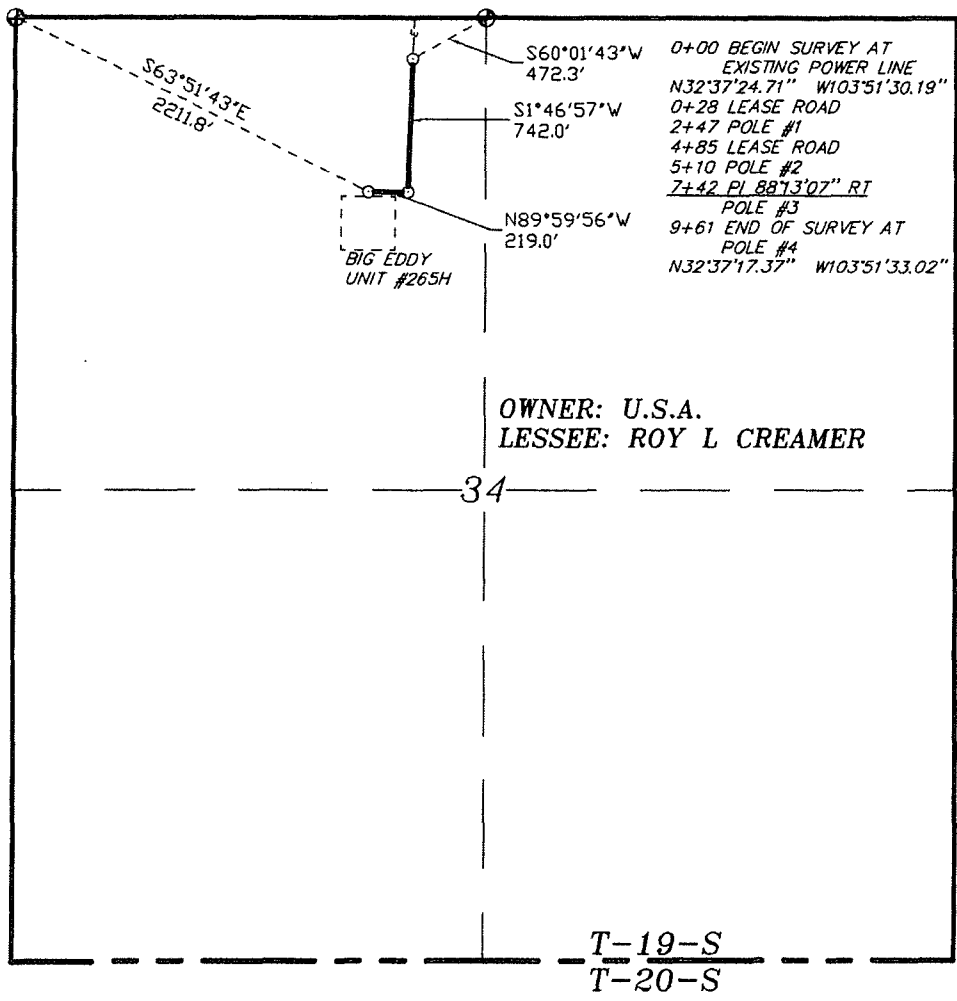 S63°51'43"E
2211.8'
S60°01'43"W
472.3'
S1°46'57"W
742.0'
N89°59'56"W
219.0'
BIG EDDY
UNIT #265H
0+00 BEGIN SURVEY AT
EXISTING POWER LINE
N32°37'24.71" W103°51'30.19"
0+28 LEASE ROAD
2+47 POLE #1
4+85 LEASE ROAD
5+10 POLE #2
7+42 PI 88°13'07" RT
POLE #3
9+61 END OF SURVEY AT
POLE #4
N32°37'17.37" W103°51'33.02"
OWNER: U.S.A.
LESSEE: ROY L CREAMER
34
T-19-S
T-20-S